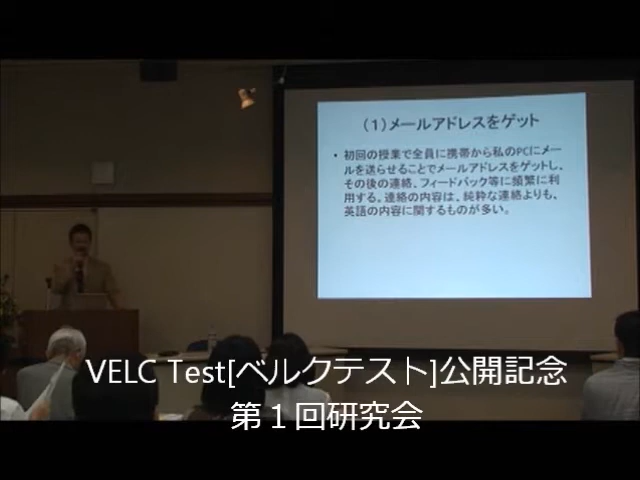 （１）メールアドレスをゲット
• 初回の授業で全員に携帯から私のPCにメー
ルを送らせることでメールアドレスをゲットし、
その後の連絡、フィードバック等に頻繁に利
用する。連絡の内容は、純粋な連絡よりも、
英語の内容に関するものが多い。
VELC Test[ベルクテスト]公開記念
第１回研究会